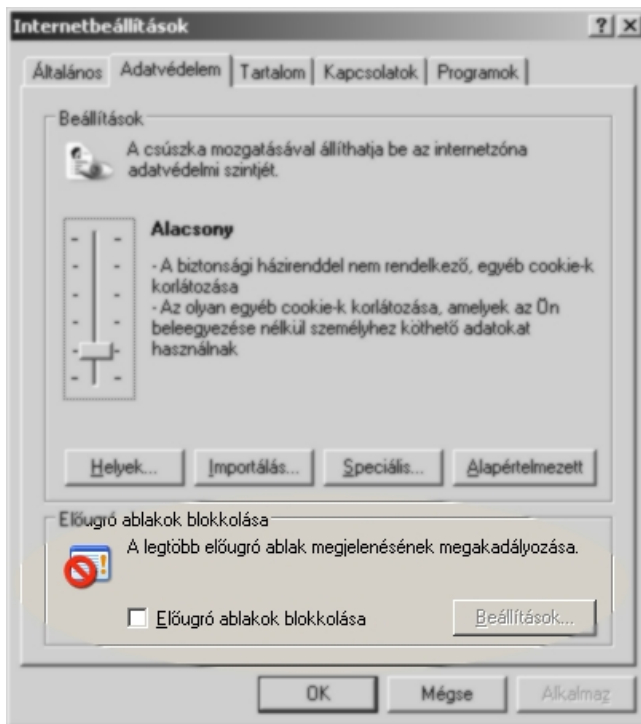 Internetbeállítások
Általános Adatvédelem Tartalom Kapcsolatok Programok
Beállítások
A csúszka mozgatásával állíthatja be az internetzóna
adatvédelmi szintjét.
Alacsony
- A biztonsági házirenddel nem rendelkező, egyéb cookie-k
korlátozása
- Az olyan egyéb cookie-k korlátozása, amelyek az Ön
beleegyezése nélkül személyhez köthető adatokat
használnak
Helyek... Importálás... Speciális... Alapértelmezett
Előugró ablakok blokkolása
A legtöbb előugró ablak megjelenésének megakadályozása.
Előugró ablakok blokkolása Beállítások...
OK Mégse Alkalmaz